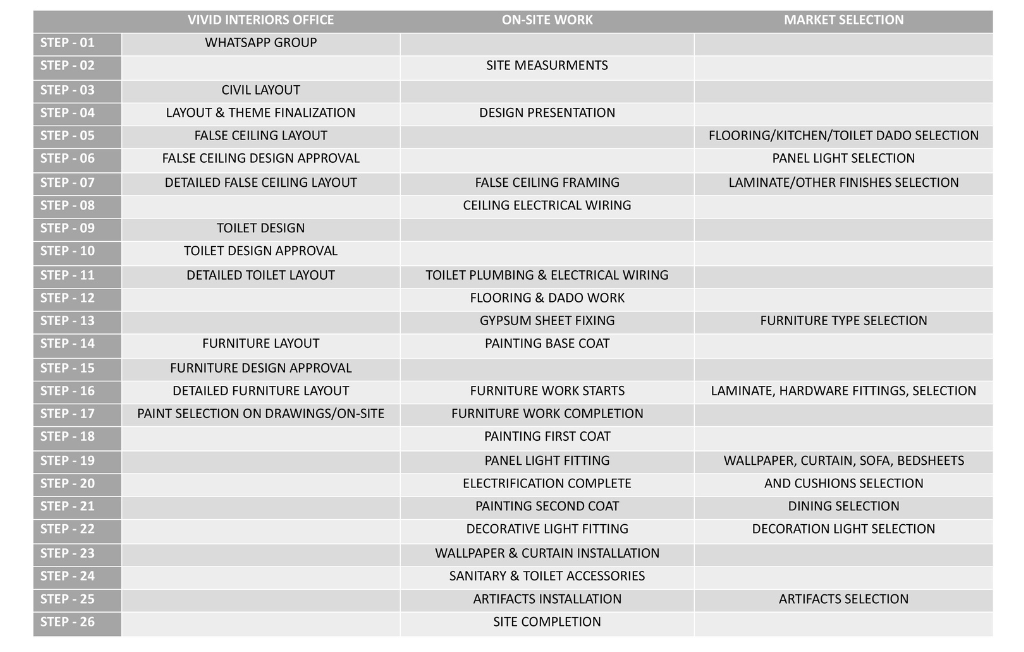 VIVID INTERIORS OFFICE ON-SITE WORK MARKET SELECTION
STEP - 01 WHATSAPP GROUP
STEP - 02 SITE MEASURMENTS
STEP - 03 CIVIL LAYOUT
STEP - 04 LAYOUT & THEME FINALIZATION DESIGN PRESENTATION
STEP - 05 FALSE CEILING LAYOUT FLOORING/KITCHEN/TOILET DADO SELECTION
STEP - 06 FALSE CEILING DESIGN APPROVAL PANEL LIGHT SELECTION
STEP - 07 DETAILED FALSE CEILING LAYOUT FALSE CEILING FRAMING LAMINATE/OTHER FINISHES SELECTION
STEP - 08 CEILING ELECTRICAL WIRING
STEP - 09 TOILET DESIGN
STEP - 10 TOILET DESIGN APPROVAL
STEP - 11 DETAILED TOILET LAYOUT TOILET PLUMBING & ELECTRICAL WIRING
STEP - 12 FLOORING & DADO WORK
STEP - 13 GYPSUM SHEET FIXING FURNITURE TYPE SELECTION
STEP - 14 FURNITURE LAYOUT PAINTING BASE COAT
STEP - 15 FURNITURE DESIGN APPROVAL
STEP - 16 DETAILED FURNITURE LAYOUT FURNITURE WORK STARTS LAMINATE, HARDWARE FITTINGS, SELECTION
STEP - 17 PAINT SELECTION ON DRAWINGS/ON-SITE FURNITURE WORK COMPLETION
STEP - 18 PAINTING FIRST COAT
STEP - 19 PANEL LIGHT FITTING WALLPAPER, CURTAIN, SOFA, BEDSHEETS
STEP - 20 ELECTRIFICATION COMPLETE AND CUSHIONS SELECTION
STEP - 21 PAINTING SECOND COAT DINING SELECTION
STEP - 22 DECORATIVE LIGHT FITTING DECORATION LIGHT SELECTION
STEP - 23 WALLPAPER & CURTAIN INSTALLATION
STEP - 24 SANITARY & TOILET ACCESSORIES
STEP - 25 ARTIFACTS INSTALLATION ARTIFACTS SELECTION
STEP - 26 SITE COMPLETION